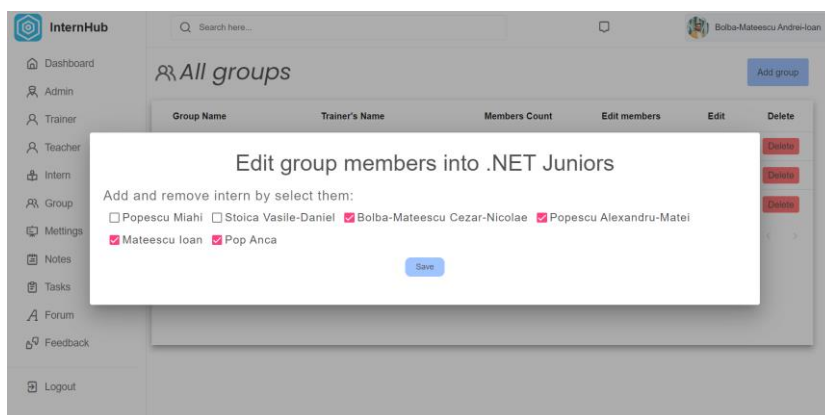 InternHub
Search here...
Bolba-Mateescu Andrei-Ioan
Dashboard
Admin
Trainer
Teacher
Intern
Group
Mettings
Notes
Tasks
Forum
Feedback
Logout
All groups
Add group
Group Name Trainer's Name Members Count Edit members Edit Delete
Delete
Delete
Delete
Edit group members into .NET Juniors
Add and remove intern by select them:
Popescu Miahi Stoica Vasile-Daniel Bolba-Mateescu Cezar-Nicolae Popescu Alexandru-Matei
Mateescu Ioan Pop Anca
Save